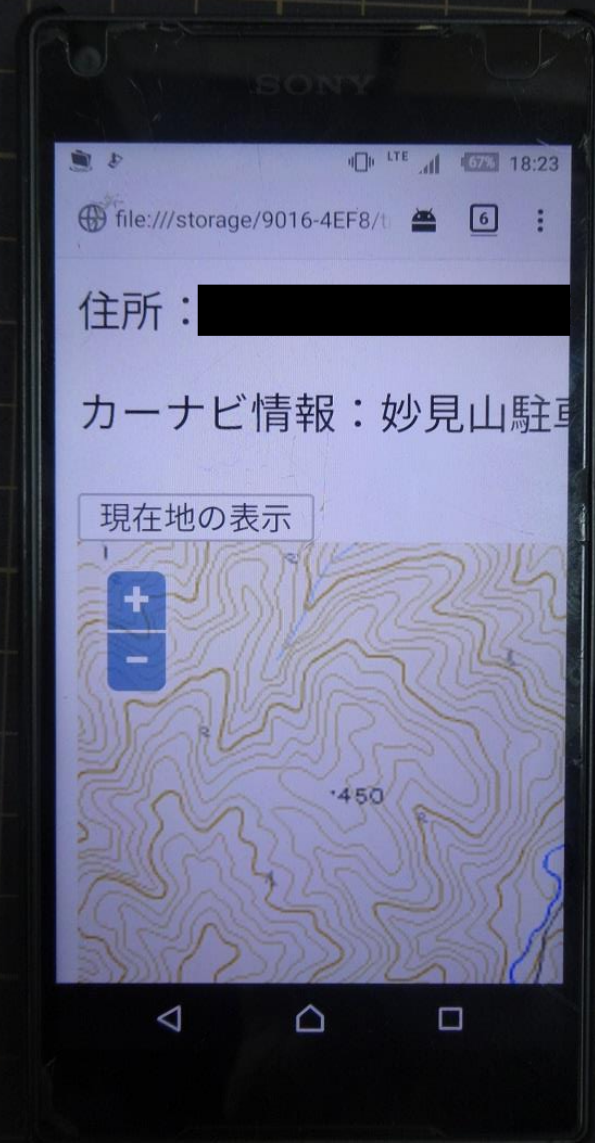 SONY
LTE 67% 18:23
file:///storage/9016-4EF8/t
6
住所：
カーナビ情報：妙見山駐
現在地の表示
+
−
・450